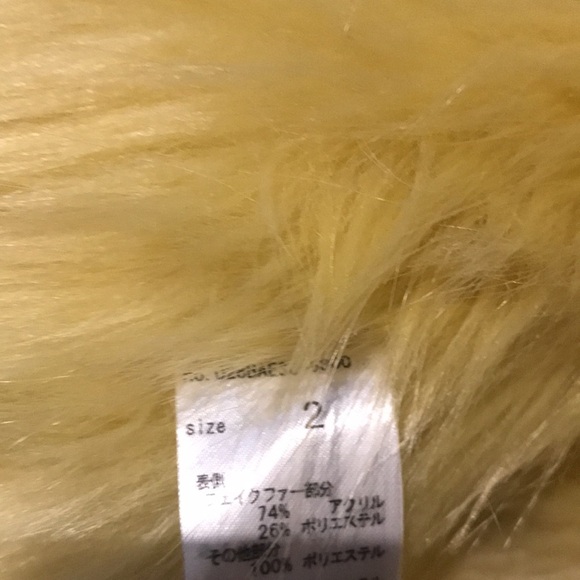 size 2
表側
フェイクファー部分
74% アクリル
26% ポリエステル
その他部分
100% ポリエステル